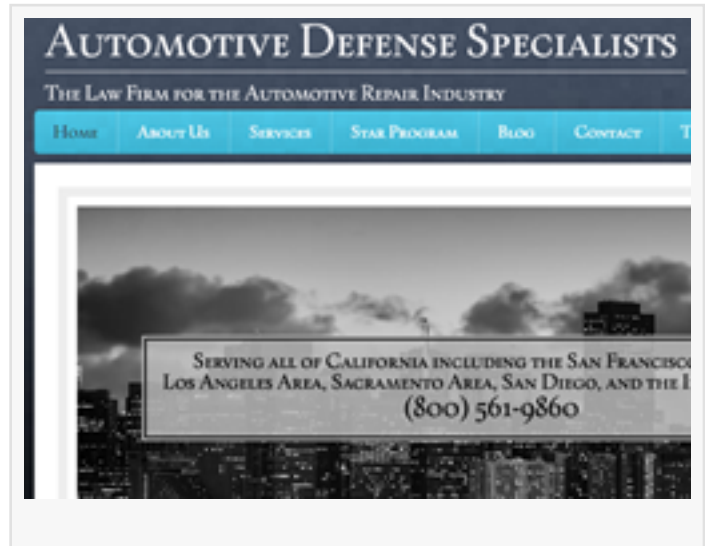 Automotive Defense Specialists
The Law Firm for the Automotive Repair Industry
Home About Us Services Star Program Blog Contact T
Serving all of California including the San Francisco
Los Angeles Area, Sacramento Area, San Diego, and the I
(800) 561-9860